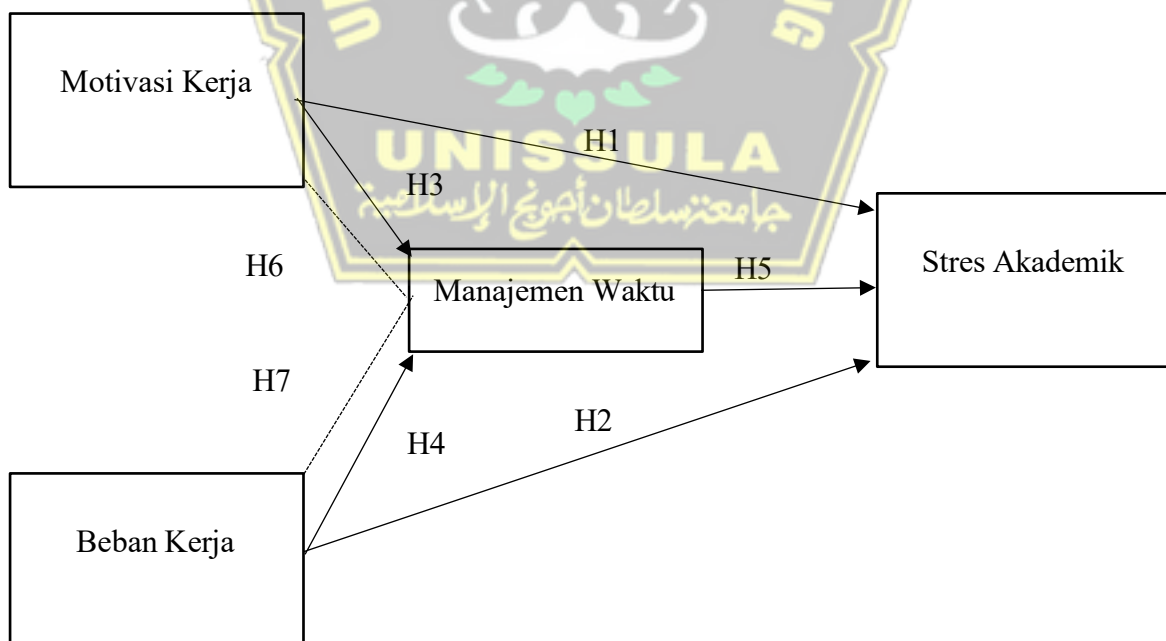 UNISSULA
جامعة سلطان أجونج الإسلامية
Motivasi Kerja
H1
H3
H6
Manajemen Waktu
H5
Stres Akademik
H7
H4
H2
Beban Kerja